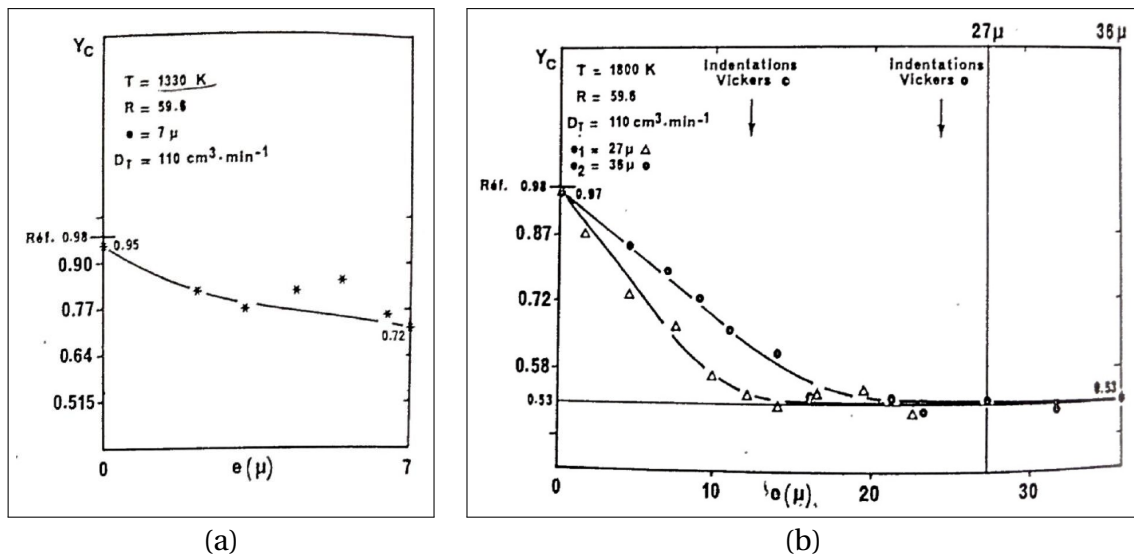 Y_C
T = 1330 K
R = 59.6
e = 7 µ
D_T = 110 cm³·min⁻¹
Réf. 0.98
0.95
0.90
0.77
0.72
0.64
0.515
0
7
e (µ)
(a)
27µ
36µ
Y_C
T = 1800 K
R = 59.6
D_T = 110 cm³·min⁻¹
e₁ = 27µ △
e₂ = 36µ o
Indentations
Vickers
Indentations
Vickers o
Réf. 0.98
0.97
0.87
0.72
0.58
0.53
0.53
0
10
20
30
e(µ)
(b)